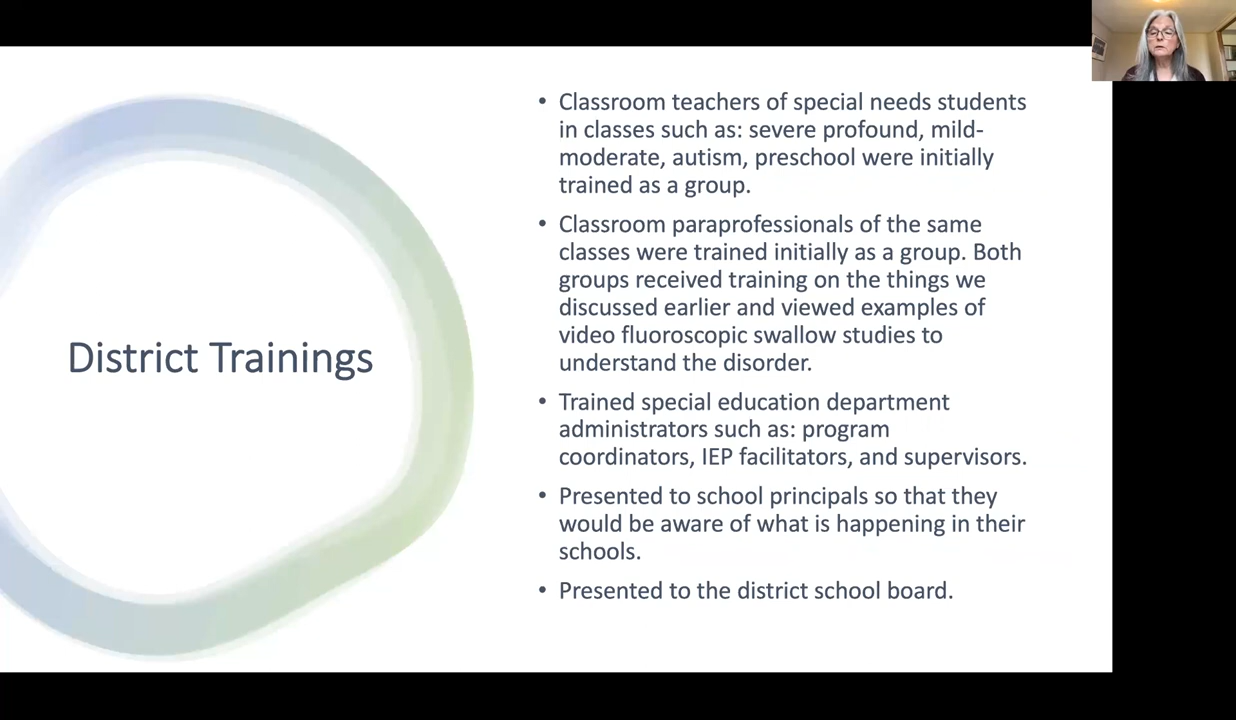 District Trainings
• Classroom teachers of special needs students
in classes such as: severe profound, mild-
moderate, autism, preschool were initially
trained as a group.
• Classroom paraprofessionals of the same
classes were trained initially as a group. Both
groups received training on the things we
discussed earlier and viewed examples of
video fluoroscopic swallow studies to
understand the disorder.
• Trained special education department
administrators such as: program
coordinators, IEP facilitators, and supervisors.
• Presented to school principals so that they
would be aware of what is happening in their
schools.
• Presented to the district school board.